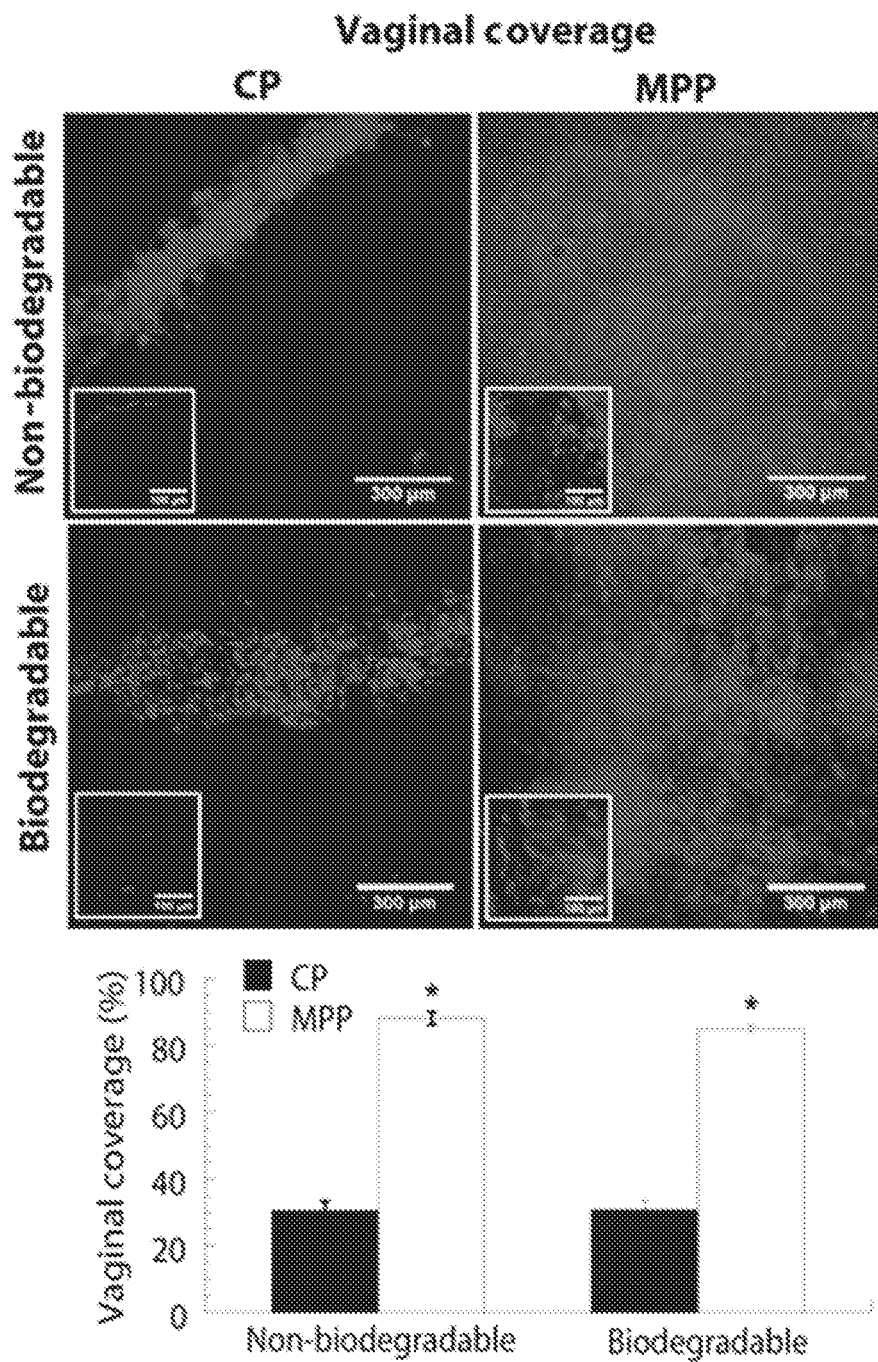 Vaginal coverage
CP
MPP
Non-biodegradable
300 µm
300 µm
Biodegradable
300 µm
300 µm
Vaginal coverage (%)
100
80
60
40
20
0
CP
MPP
*
*
Non-biodegradable
Biodegradable